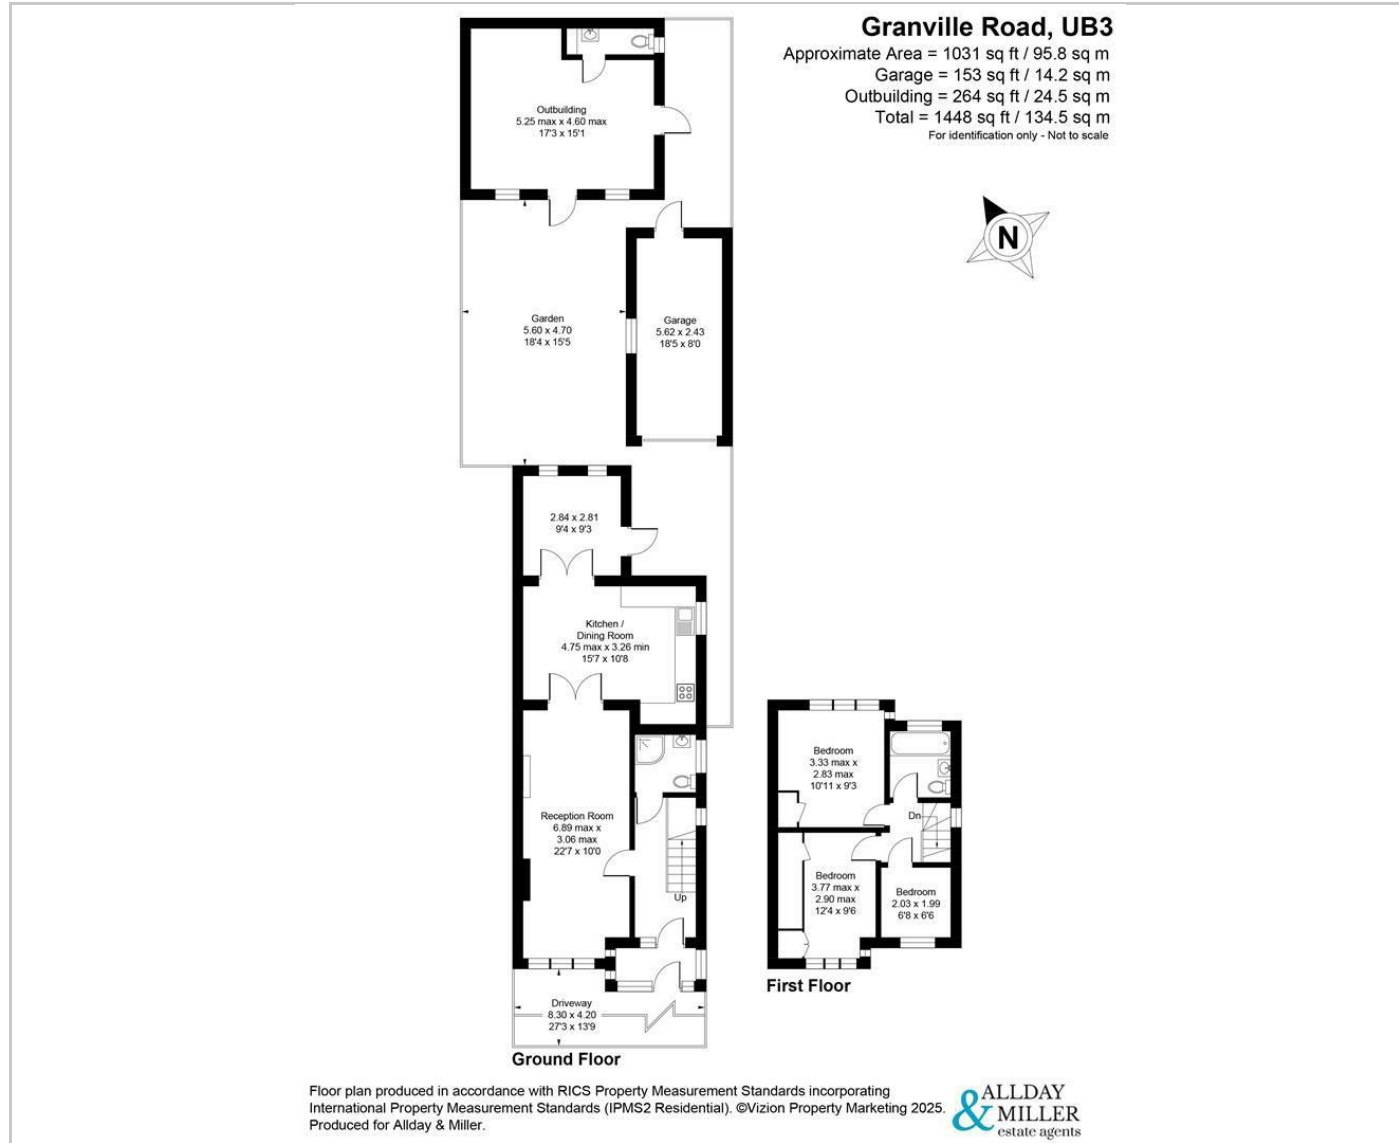 Granville Road, UB3
Approximate Area = 1031 sq ft / 95.8 sq m
Garage = 153 sq ft / 14.2 sq m
Outbuilding = 264 sq ft / 24.5 sq m
Total = 1448 sq ft / 134.5 sq m
For identification only - Not to scale
N
Outbuilding
5.25 max x 4.60 max
17'3 x 15'1
Garden
5.60 x 4.70
18'4 x 15'5
Garage
5.62 x 2.43
18'5 x 8'0
2.84 x 2.81
9'4 x 9'3
Kitchen /
Dining Room
4.75 max x 3.26 min
15'7 x 10'8
Reception Room
6.89 max x
3.06 max
22'7 x 10'0
Up
Driveway
8.30 x 4.20
27'3 x 13'9
Ground Floor
Bedroom
3.33 max x
2.83 max
10'11 x 9'3
Dn
Bedroom
3.77 max x
2.90 max
12'4 x 9'6
Bedroom
2.03 x 1.99
6'8 x 6'6
First Floor
Floor plan produced in accordance with RICS Property Measurement Standards incorporating
International Property Measurement Standards (IPMS2 Residential). ©Vizion Property Marketing 2025.
Produced for Allday & Miller.
ALLDAY
& MILLER
estate agents